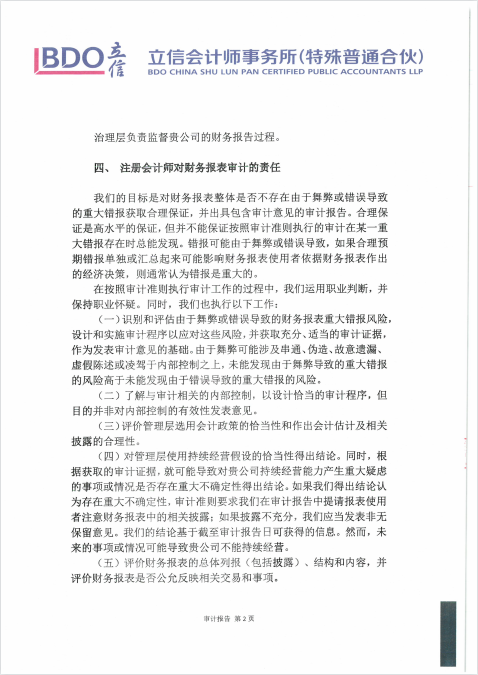 BDO 立信 立信会计师事务所(特殊普通合伙)
BDO CHINA SHU LUN PAN CERTIFIED PUBLIC ACCOUNTANTS LLP
治理层负责监督贵公司的财务报告过程。
四、 注册会计师对财务报表审计的责任
我们的目标是对财务报表整体是否不存在由于舞弊或错误导致
的重大错报获取合理保证，并出具包含审计意见的审计报告。合理保
证是高水平的保证，但并不能保证按照审计准则执行的审计在某一重
大错报存在时总能发现。错报可能由于舞弊或错误导致，如果合理预
期错报单独或汇总起来可能影响财务报表使用者依据财务报表作出
的经济决策，则通常认为错报是重大的。
在按照审计准则执行审计工作的过程中，我们运用职业判断，并
保持职业怀疑。同时，我们也执行以下工作：
（一）识别和评估由于舞弊或错误导致的财务报表重大错报风险，
设计和实施审计程序以应对这些风险，并获取充分、适当的审计证据，
作为发表审计意见的基础。由于舞弊可能涉及串通、伪造、故意遗漏、
虚假陈述或凌驾于内部控制之上，未能发现由于舞弊导致的重大错报
的风险高于未能发现由于错误导致的重大错报的风险。
（二）了解与审计相关的内部控制，以设计恰当的审计程序，但
目的并非对内部控制的有效性发表意见。
（三）评价管理层选用会计政策的恰当性和作出会计估计及相关
披露的合理性。
（四）对管理层使用持续经营假设的恰当性得出结论。同时，根
据获取的审计证据，就可能导致对贵公司持续经营能力产生重大疑虑
的事项或情况是否存在重大不确定性得出结论。如果我们得出结论认
为存在重大不确定性，审计准则要求我们在审计报告中提请报表使用
者注意财务报表中的相关披露；如果披露不充分，我们应当发表非无
保留意见。我们的结论基于截至审计报告日可获得的信息。然而，未
来的事项或情况可能导致贵公司不能持续经营。
（五）评价财务报表的总体列报（包括披露）、结构和内容，并
评价财务报表是否公允反映相关交易和事项。
审计报告 第 2 页